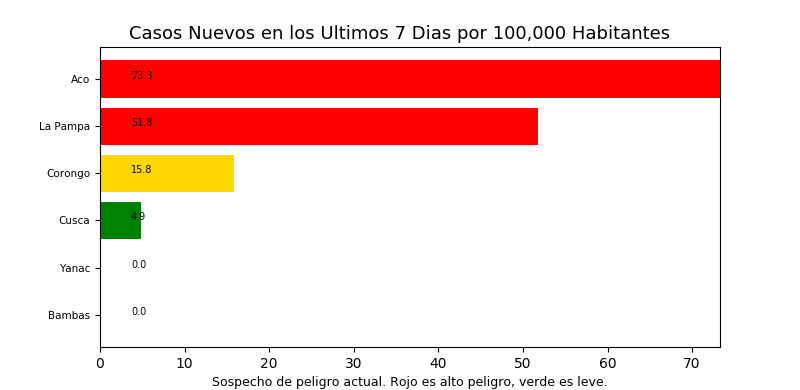 Casos Nuevos en los Ultimos 7 Dias por 100,000 Habitantes
Aco 73.3
La Pampa 51.8
Corongo 15.8
Cusca 4.9
Yanac 0.0
Bambas 0.0
0 10 20 30 40 50 60 70
Sospecho de peligro actual. Rojo es alto peligro, verde es leve.